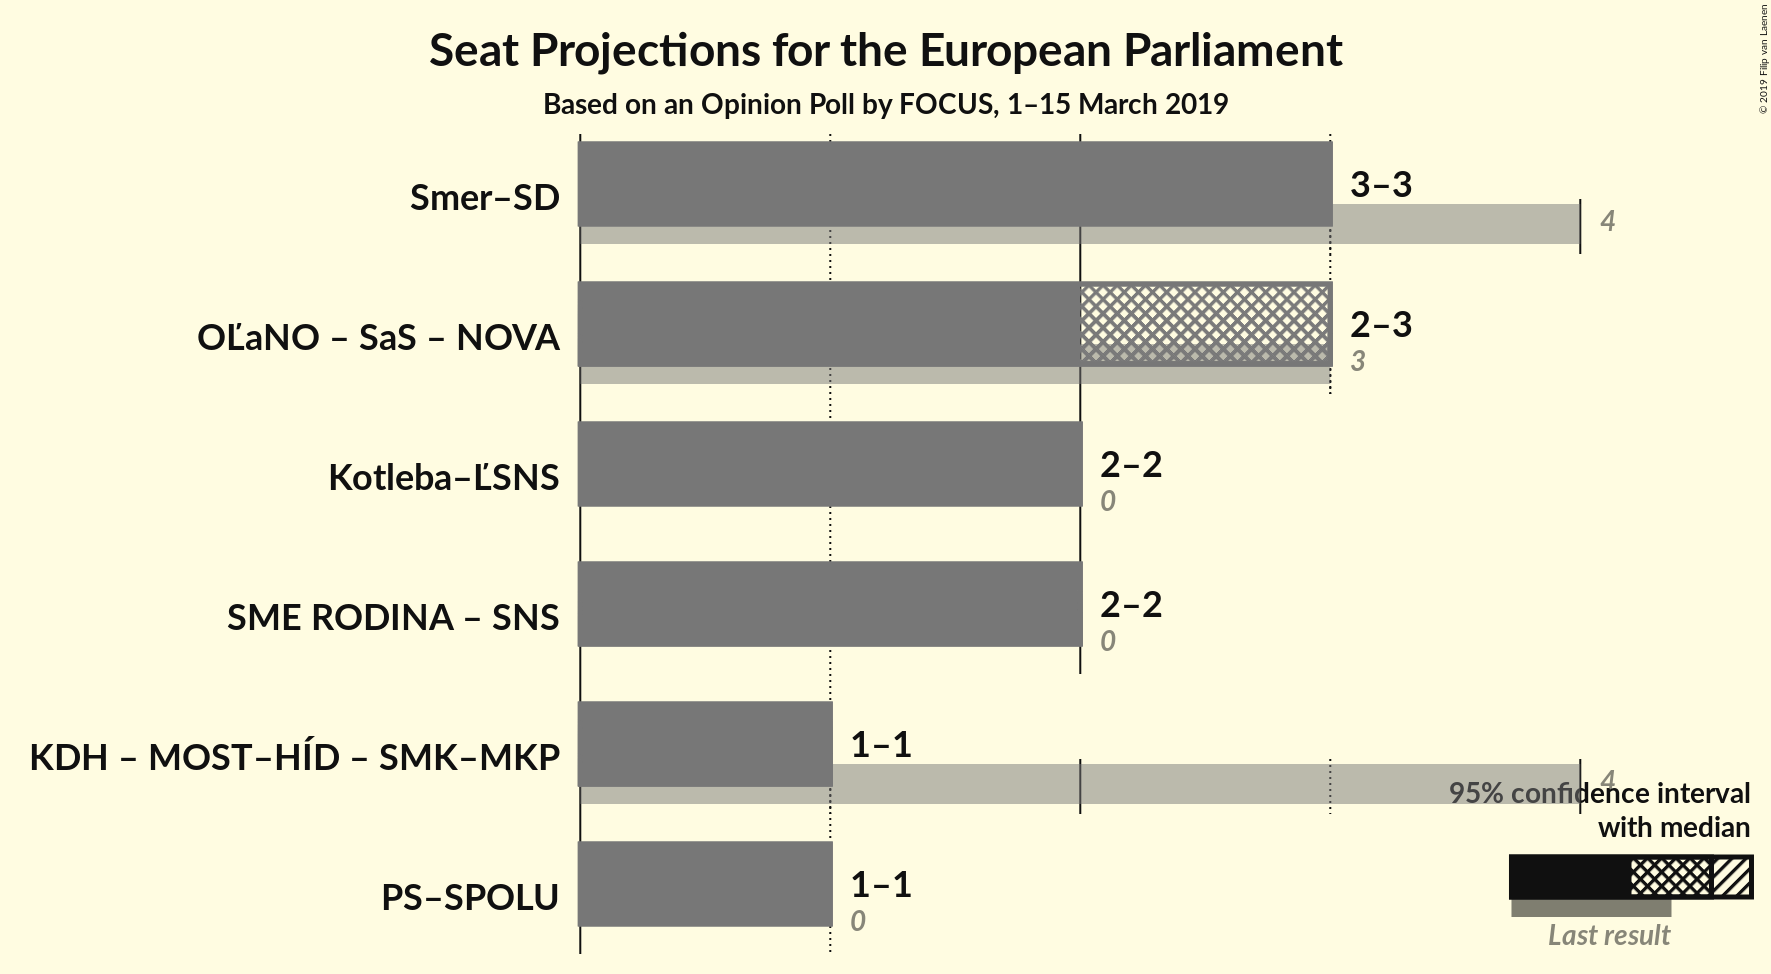 Seat Projections for the European Parliament
Based on an Opinion Poll by FOCUS, 1–15 March 2019
© 2019 Filip van Laenen
Smer–SD
3–3
4
OĽaNO – SaS – NOVA
2–3
3
Kotleba–ĽSNS
2–2
0
SME RODINA – SNS
2–2
0
KDH – MOST–HÍD – SMK–MKP
1–1
4
PS–SPOLU
1–1
0
95% confidence interval
with median
Last result